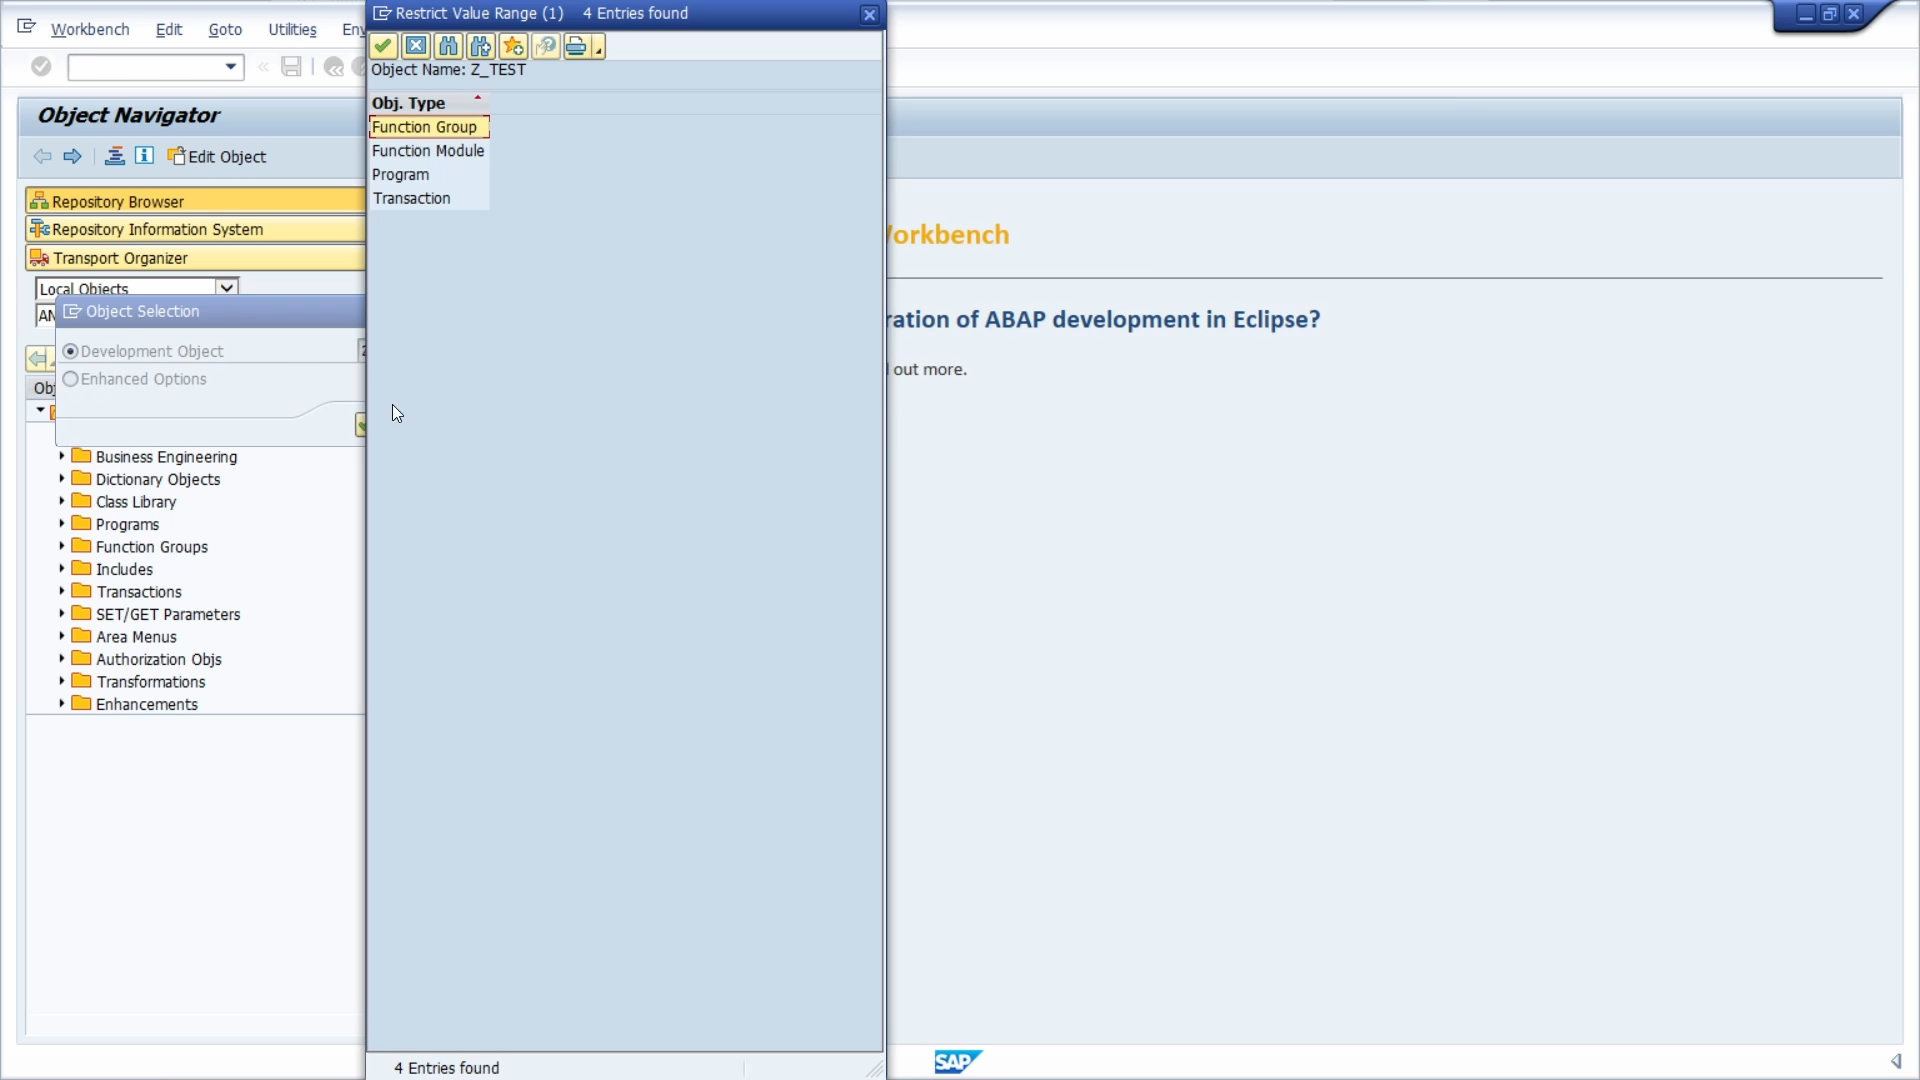 Workbench Edit Goto Utilities
Object Navigator
Edit Object
Repository Browser
Repository Information System
Transport Organizer
Local Objects
AN
Object Selection
Development Object
Enhanced Options
Business Engineering
Dictionary Objects
Class Library
Programs
Function Groups
Includes
Transactions
SET/GET Parameters
Area Menus
Authorization Objs
Transformations
Enhancements
Restrict Value Range (1) 4 Entries found
Object Name: Z_TEST
Obj. Type
Function Group
Function Module
Program
Transaction
4 Entries found
orkbench
ration of ABAP development in Eclipse?
out more.
SAP